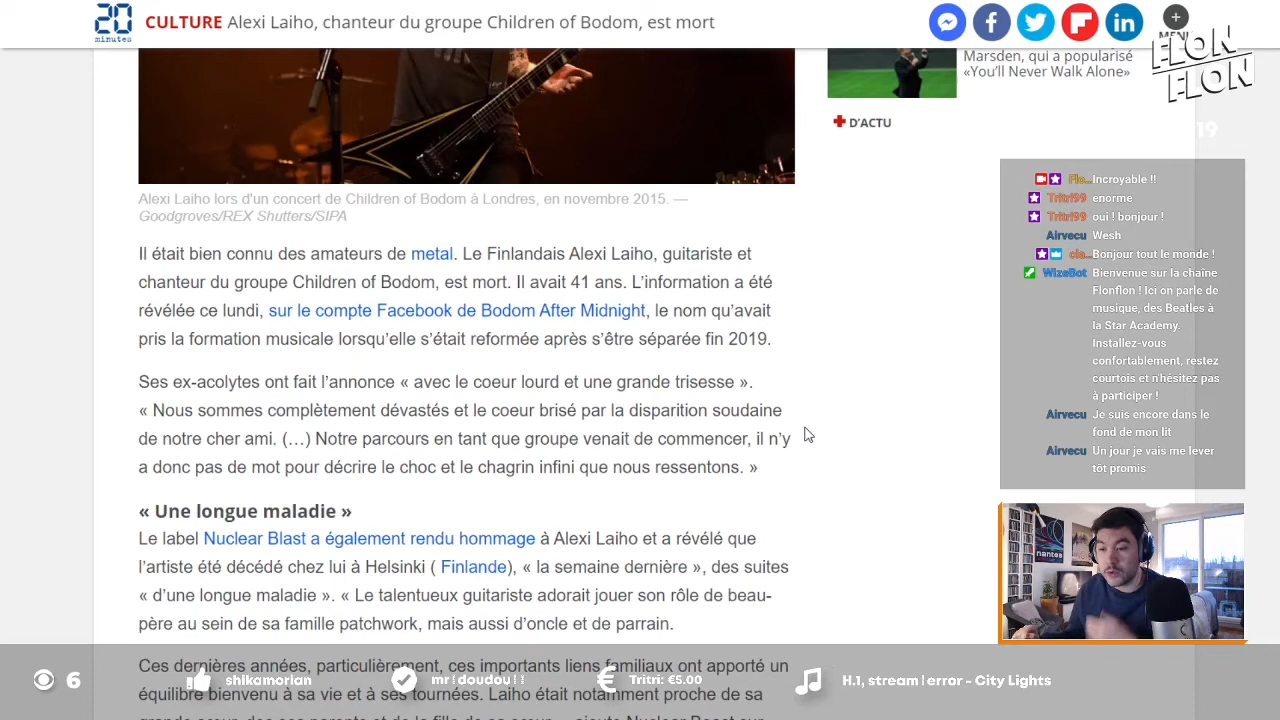 20
minutes
CULTURE Alexi Laiho, chanteur du groupe Children of Bodom, est mort
MENU
FLON
FLON
Marsden, qui a popularisé
«You'll Never Walk Alone»
D'ACTU
19
Alexi Laiho lors d'un concert de Children of Bodom à Londres, en novembre 2015. —
Goodgroves/REX Shutters/SIPA
Il était bien connu des amateurs de metal. Le Finlandais Alexi Laiho, guitariste et
chanteur du groupe Children of Bodom, est mort. Il avait 41 ans. L'information a été
révélée ce lundi, sur le compte Facebook de Bodom After Midnight, le nom qu'avait
pris la formation musicale lorsqu'elle s'était reformée après s'être séparée fin 2019.
Ses ex-acolytes ont fait l'annonce « avec le coeur lourd et une grande trisesse ».
« Nous sommes complètement dévastés et le coeur brisé par la disparition soudaine
de notre cher ami. (…) Notre parcours en tant que groupe venait de commencer, il n'y
a donc pas de mot pour décrire le choc et le chagrin infini que nous ressentons. »
« Une longue maladie »
Le label Nuclear Blast a également rendu hommage à Alexi Laiho et a révélé que
l'artiste été décédé chez lui à Helsinki ( Finlande), « la semaine dernière », des suites
« d'une longue maladie ». « Le talentueux guitariste adorait jouer son rôle de beau-
père au sein de sa famille patchwork, mais aussi d'oncle et de parrain.
Ces dernières années, particulièrement, ces importants liens familiaux ont apporté un
équilibre bienvenu à sa vie et à ses tournées. Laiho était notamment proche de sa
Flo... Incroyable !!
Tritri99 enorme
Tritri99 oui ! bonjour !
Airvecu Wesh
cla... Bonjour tout le monde !
WizeBot Bienvenue sur la chaine
Flonflon ! Ici on parle de
musique, des Beatles à
la Star Academy.
Installez-vous
confortablement, restez
courtois et n'hésitez pas
à participer !
Airvecu Je suis encore dans le
fond de mon lit
Airvecu Un jour je vais me lever
tôt promis
nantes
6
shikamorian
mr!doudou!!
Tritri: €5.00
H.1, stream|error - City Lights